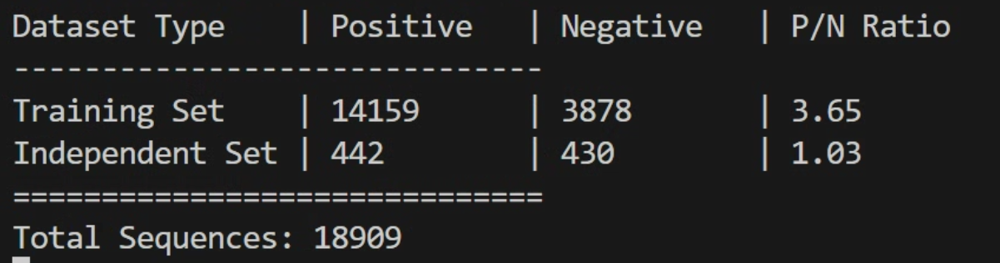 Dataset Type    | Positive   | Negative   | P/N Ratio
------------------------------
Training Set    | 14159      | 3878       | 3.65
Independent Set | 442        | 430        | 1.03
==============================
Total Sequences: 18909